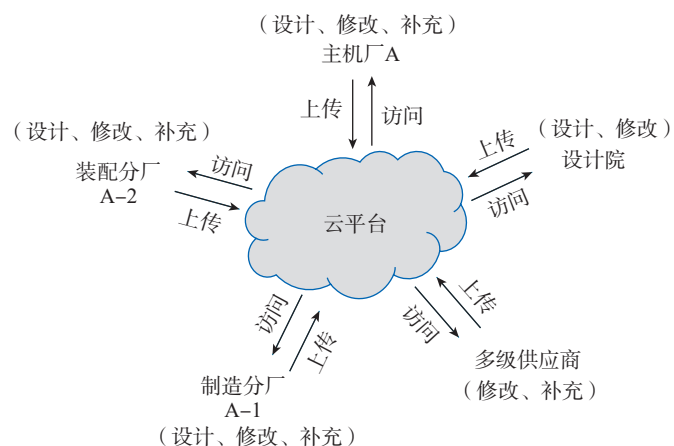 （设计、修改、补充）
主机厂A
上传
访问
（设计、修改、补充）
装配分厂
A–2
访问
上传
（设计、修改）
设计院
上传
访问
云平台
访问
上传
制造分厂
A–1
（设计、修改、补充）
上传
访问
多级供应商
（修改、补充）